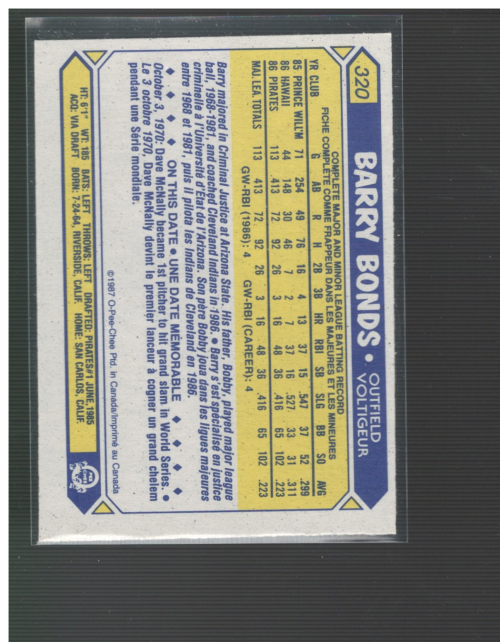 320
BARRY BONDS • OUTFIELD
VOLTIGEUR
COMPLETE MAJOR AND MINOR LEAGUE BATTING RECORD
FICHE COMPLÈTE COMME FRAPPEUR DANS LES MAJEURES ET LES MINEURES
YR CLUB G AB R H 2B 3B HR RBI SB SLG BB SO AVG
85 PRINCE WILL'M 71 254 49 76 16 4 13 37 15 .547 37 52 .299
86 HAWAII 44 148 30 46 7 2 7 37 16 .527 33 31 .311
86 PIRATES 113 413 72 92 26 3 16 48 36 .416 65 102 .223
MAJ. LEA. TOTALS 113 413 72 92 26 3 16 48 36 .416 65 102 .223
GW-RBI (1986): 4 GW-RBI (CAREER): 4
Barry majored in Criminal Justice at Arizona State. His father, Bobby, played major league
ball, 1968-1981, and coached Cleveland Indians in 1986. • Barry s'est spécialisé en justice
criminelle à l'Université d'État de l'Arizona. Son père Bobby joua dans les ligues majeures
entre 1968 et 1981, puis il pilota les Indians de Cleveland en 1986.
♦ ♦ ♦ ♦ ON THIS DATE • UNE DATE MÉMORABLE ♦ ♦ ♦ ♦
October 3, 1970: Dave McNally became 1st pitcher to hit grand slam in World Series. •
Le 3 octobre 1970, Dave McNally devint le premier lanceur à cogner un grand chelem
pendant une Série mondiale.
©1987 O-Pee-Chee Ptd. in Canada/Imprimé au Canada
HT: 6'1" WT: 185 BATS: LEFT THROWS: LEFT DRAFTED: PIRATES#1 JUNE, 1985
ACQ: VIA DRAFT BORN: 7-24-64, RIVERSIDE, CALIF. HOME: SAN CARLOS, CALIF.